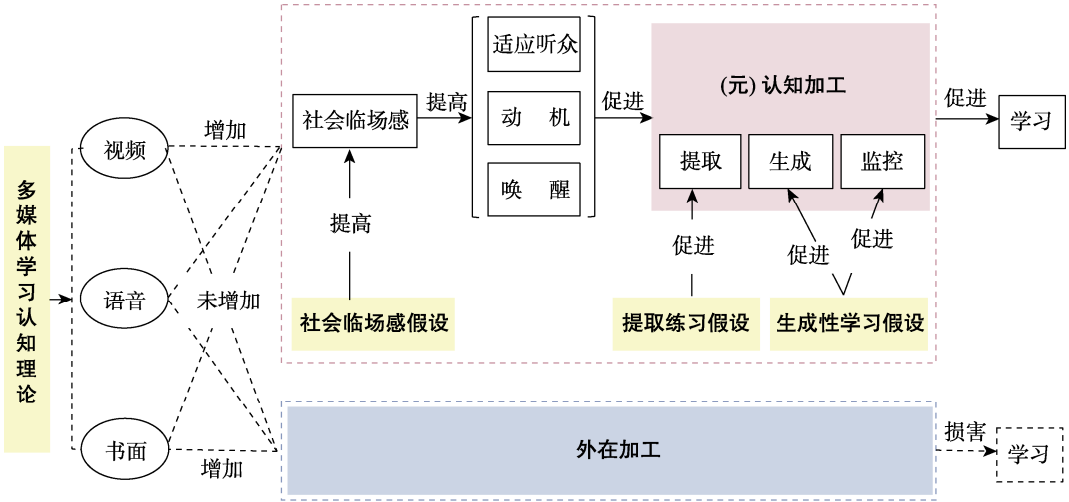 多媒体学习认知理论
视频
语音
书面
增加
未增加
增加
社会临场感
提高
社会临场感假设
提高
适应听众
动 机
唤 醒
促进
(元) 认知加工
提取
生成
监控
促进
促进
促进
提取练习假设
生成性学习假设
促进
学习
外在加工
损害
学习